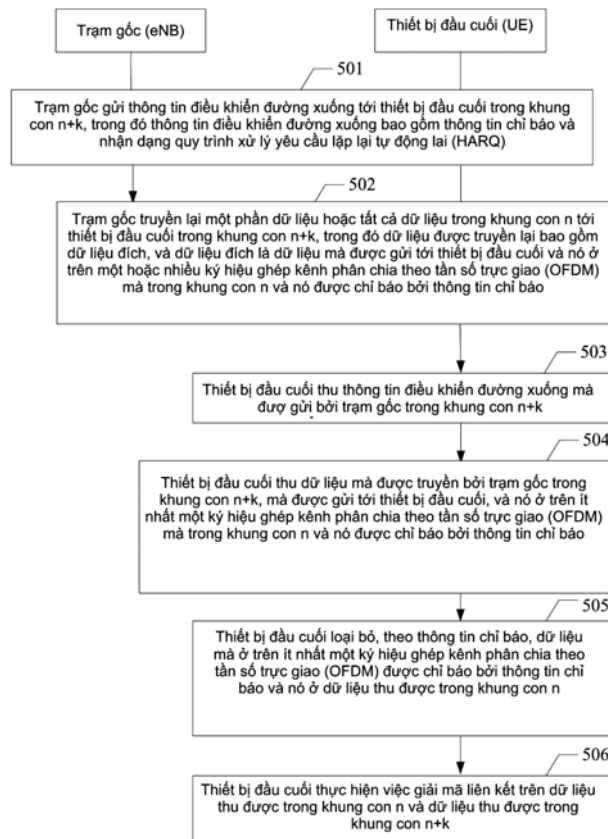 Trạm gốc (eNB)
Thiết bị đầu cuối (UE)
501
Trạm gốc gửi thông tin điều khiển đường xuống tới thiết bị đầu cuối trong khung
con n+k, trong đó thông tin điều khiển đường xuống bao gồm thông tin chỉ báo và
nhận dạng quy trình xử lý yêu cầu lặp lại tự động lai (HARQ)
502
Trạm gốc truyền lại một phần dữ liệu hoặc tất cả dữ liệu trong khung con n tới
thiết bị đầu cuối trong khung con n+k, trong đó dữ liệu được truyền lại bao gồm
dữ liệu đích, và dữ liệu đích là dữ liệu mà được gửi tới thiết bị đầu cuối và nó ở
trên một hoặc nhiều ký hiệu ghép kênh phân chia theo tần số trực giao (OFDM)
mà trong khung con n và nó được chỉ báo bởi thông tin chỉ báo
503
Thiết bị đầu cuối thu thông tin điều khiển đường xuống mà
đượ gửi bởi trạm gốc trong khung con n+k
504
Thiết bị đầu cuối thu dữ liệu mà được truyền bởi trạm gốc trong
khung con n+k, mà được gửi tới thiết bị đầu cuối, và nó ở trên ít
nhất một ký hiệu ghép kênh phân chia theo tần số trực giao (OFDM)
mà trong khung con n và nó được chỉ báo bởi thông tin chỉ báo
505
Thiết bị đầu cuối loại bỏ, theo thông tin chỉ báo, dữ liệu
mà ở trên ít nhất một ký hiệu ghép kênh phân chia theo
tần số trực giao (OFDM) được chỉ báo bởi thông tin chỉ
báo và nó ở dữ liệu thu được trong khung con n
506
Thiết bị đầu cuối thực hiện việc giải mã liên kết trên dữ liệu
thu được trong khung con n và dữ liệu thu được trong
khung con n+k